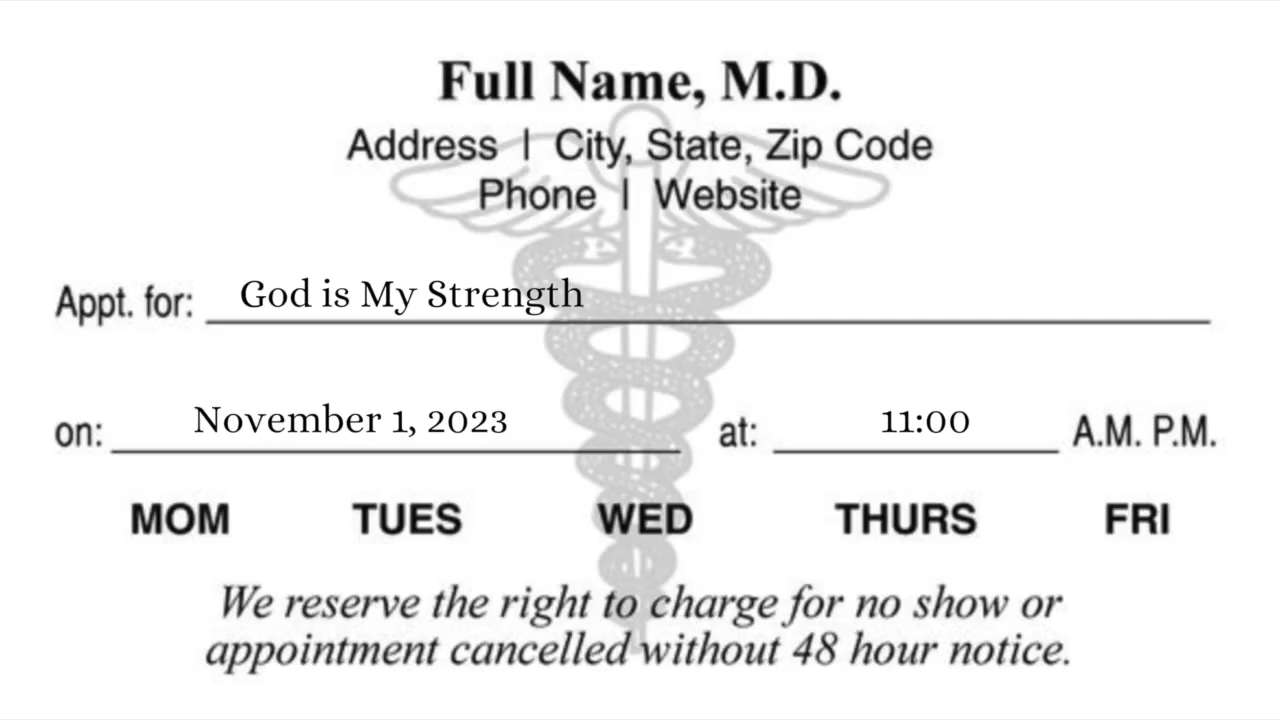 Full Name, M.D.
Address | City, State, Zip Code
Phone | Website
Appt. for: God is My Strength
on: November 1, 2023 at: 11:00 A.M. P.M.
MOM TUES WED THURS FRI
We reserve the right to charge for no show or
appointment cancelled without 48 hour notice.